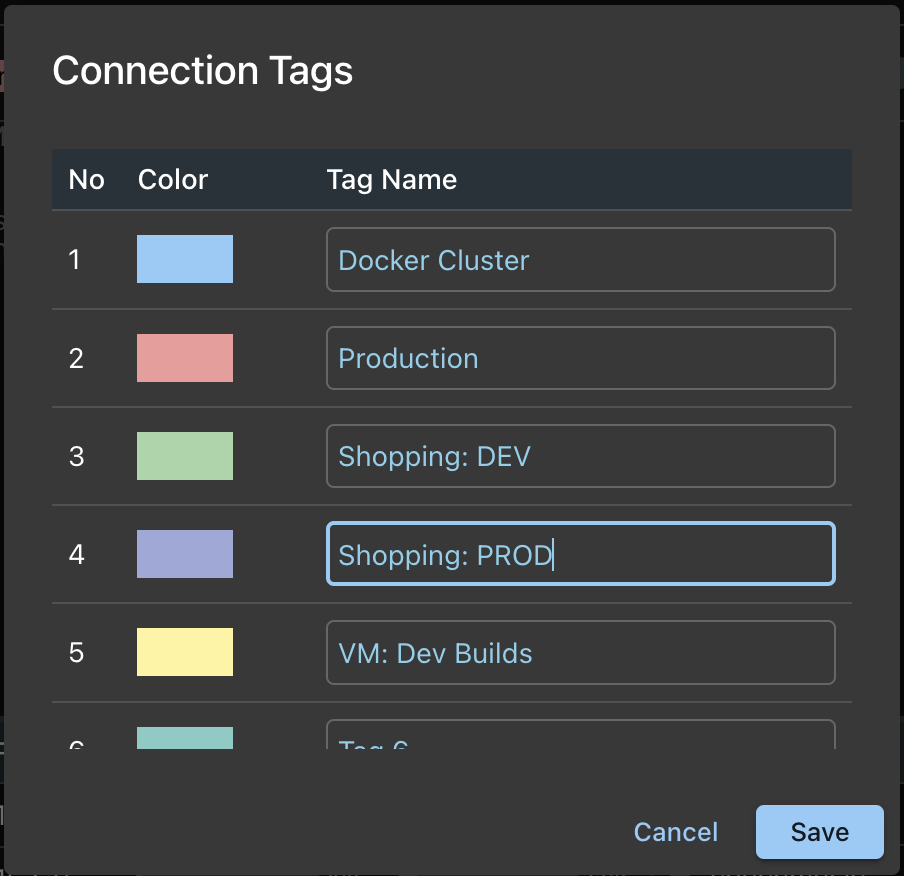 Connection Tags
No Color Tag Name
1 Docker Cluster
2 Production
3 Shopping: DEV
4 Shopping: PROD
5 VM: Dev Builds
6 Tag 6
Cancel Save